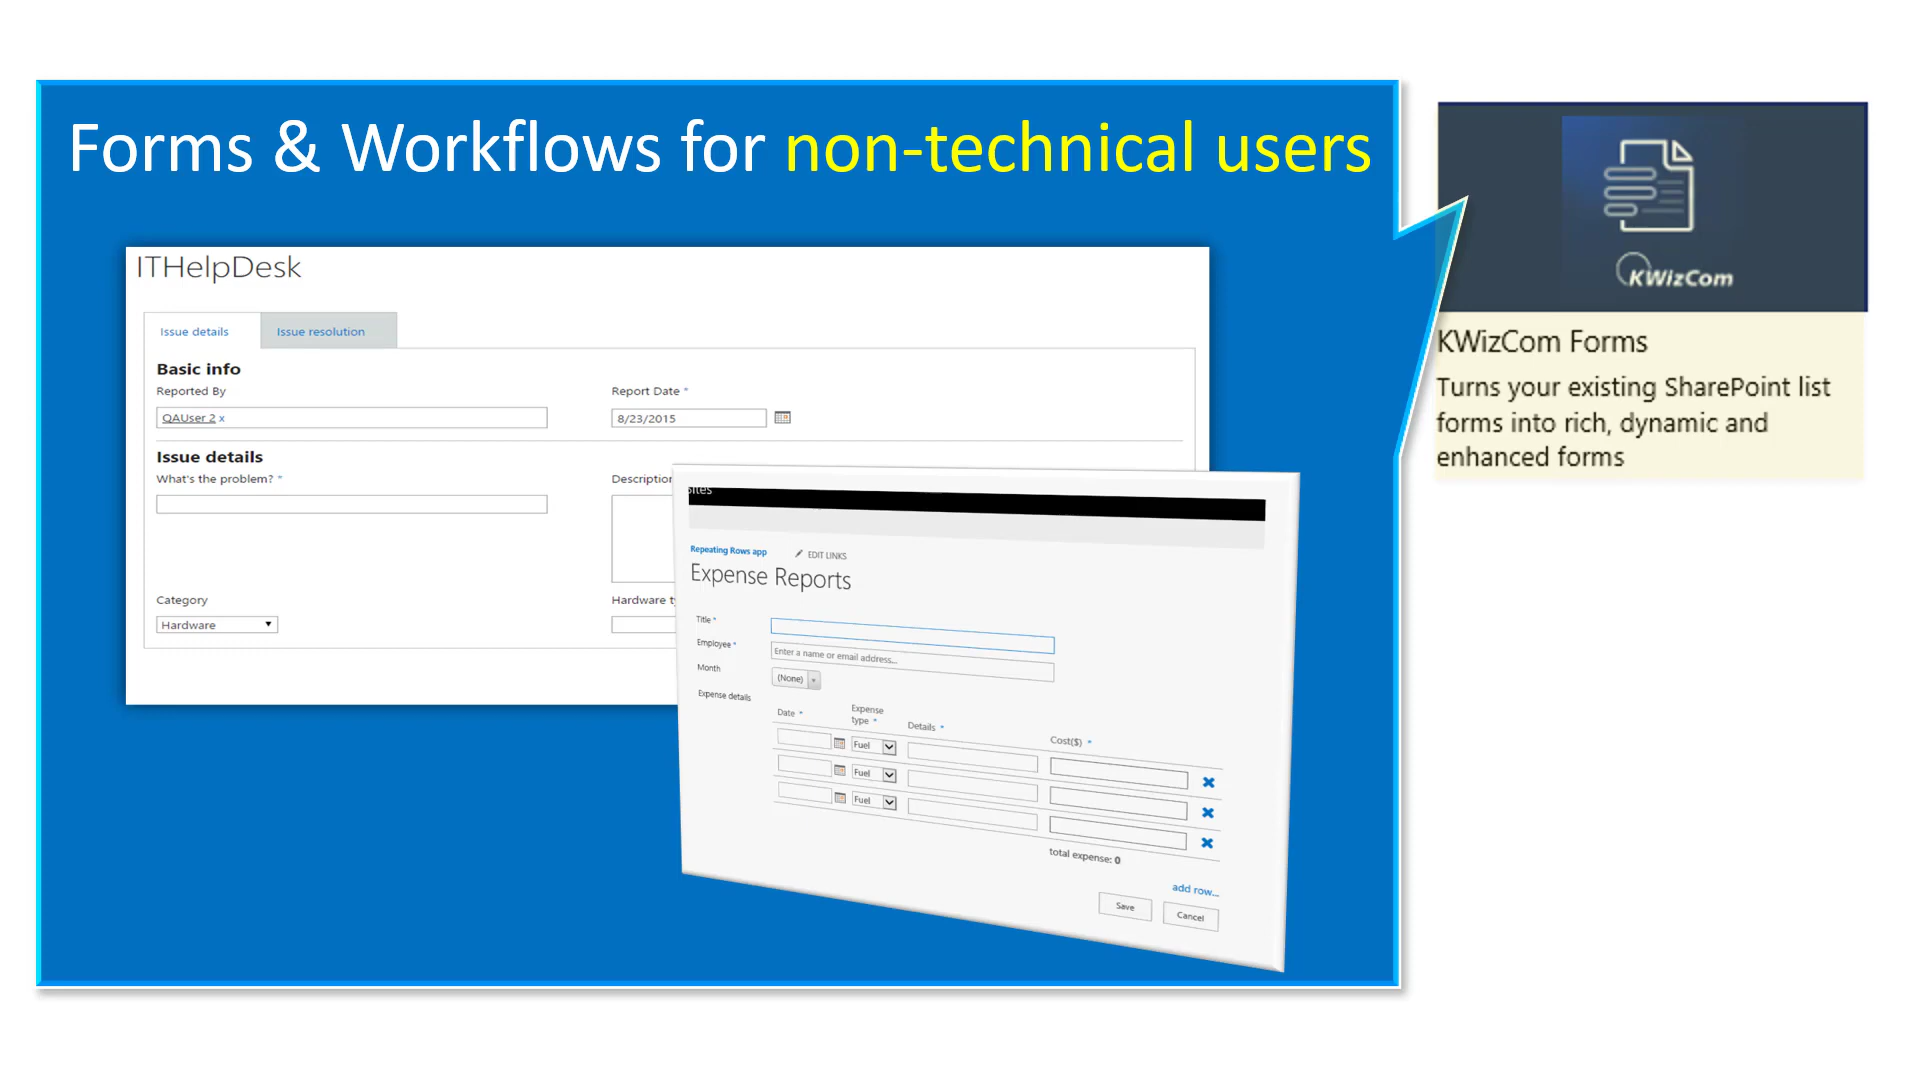 Forms & Workflows for non-technical users
ITHelpDesk
Issue details
Issue resolution
Basic info
Reported By
Report Date *
QAUser 2 x
8/23/2015
Issue details
What's the problem? *
Description
Category
Hardware
Hardware
Sites
Repeating Rows app
EDIT LINKS
Expense Reports
Title *
Employee *
Enter a name or email address...
Month
(None)
Expense details
Date *
Expense type *
Details *
Cost($) *
Fuel
Fuel
Fuel
total expense: 0
add row...
Save
Cancel
KWizCom
KWizCom Forms
Turns your existing SharePoint list
forms into rich, dynamic and
enhanced forms